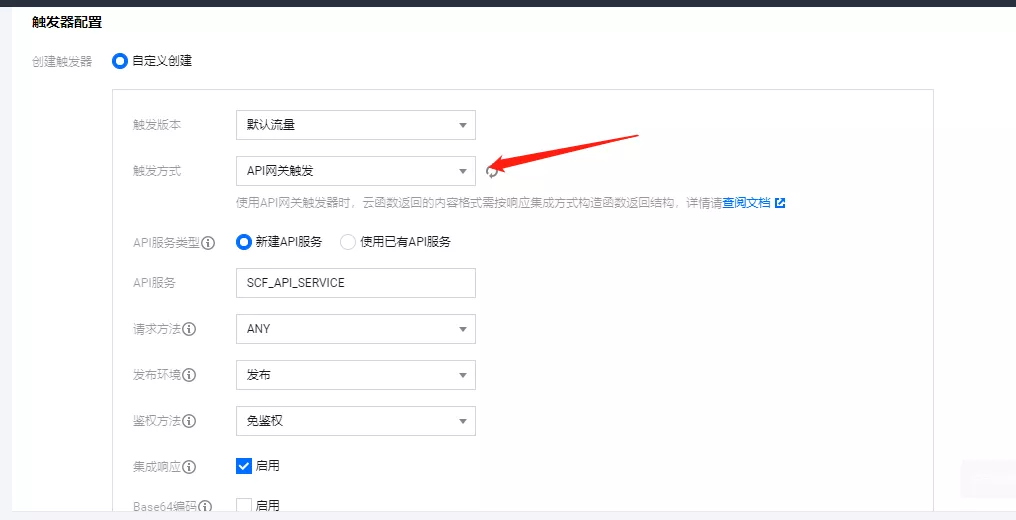 触发器配置
创建触发器 自定义创建
触发版本 默认流量
触发方式 API网关触发
使用API网关触发器时，云函数返回的内容格式需按响应集成方式构造函数返回结构，详情请查阅文档
API服务类型 新建API服务 使用已有API服务
API服务 SCF_API_SERVICE
请求方法 ANY
发布环境 发布
鉴权方法 免鉴权
集成响应 启用
Base64编码 启用